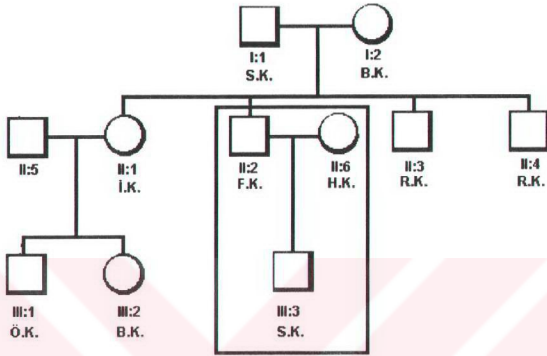 I:1
S.K.
I:2
B.K.
II:5
II:1
İ.K.
II:2
F.K.
II:6
H.K.
II:3
R.K.
II:4
R.K.
III:1
Ö.K.
III:2
B.K.
III:3
S.K.